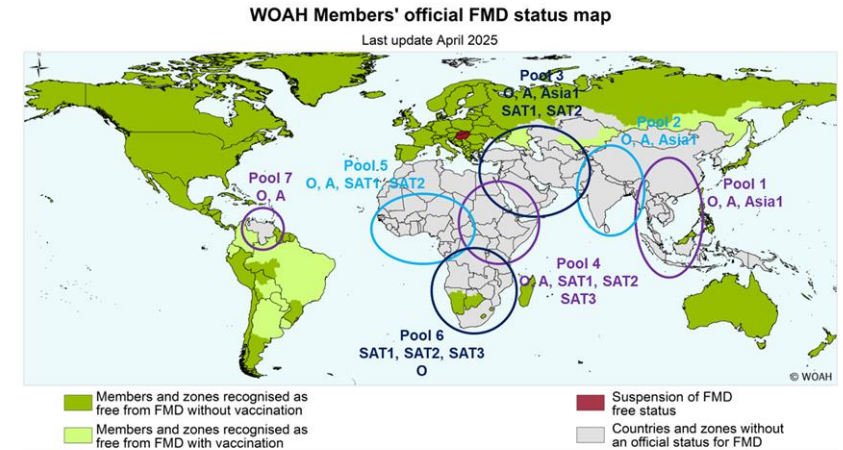 WOAH Members' official FMD status map
Last update April 2025
Pool 3
O, A, Asia1
SAT1, SAT2
Pool 2
O, A, Asia1
Pool 5
O, A, SAT1, SAT2
Pool 7
O, A
Pool 1
O, A, Asia1
Pool 4
O, A, SAT1, SAT2
SAT3
Pool 6
SAT1, SAT2, SAT3
O
© WOAH
Members and zones recognised as
free from FMD without vaccination
Members and zones recognised as
free from FMD with vaccination
Suspension of FMD
free status
Countries and zones without
an official status for FMD